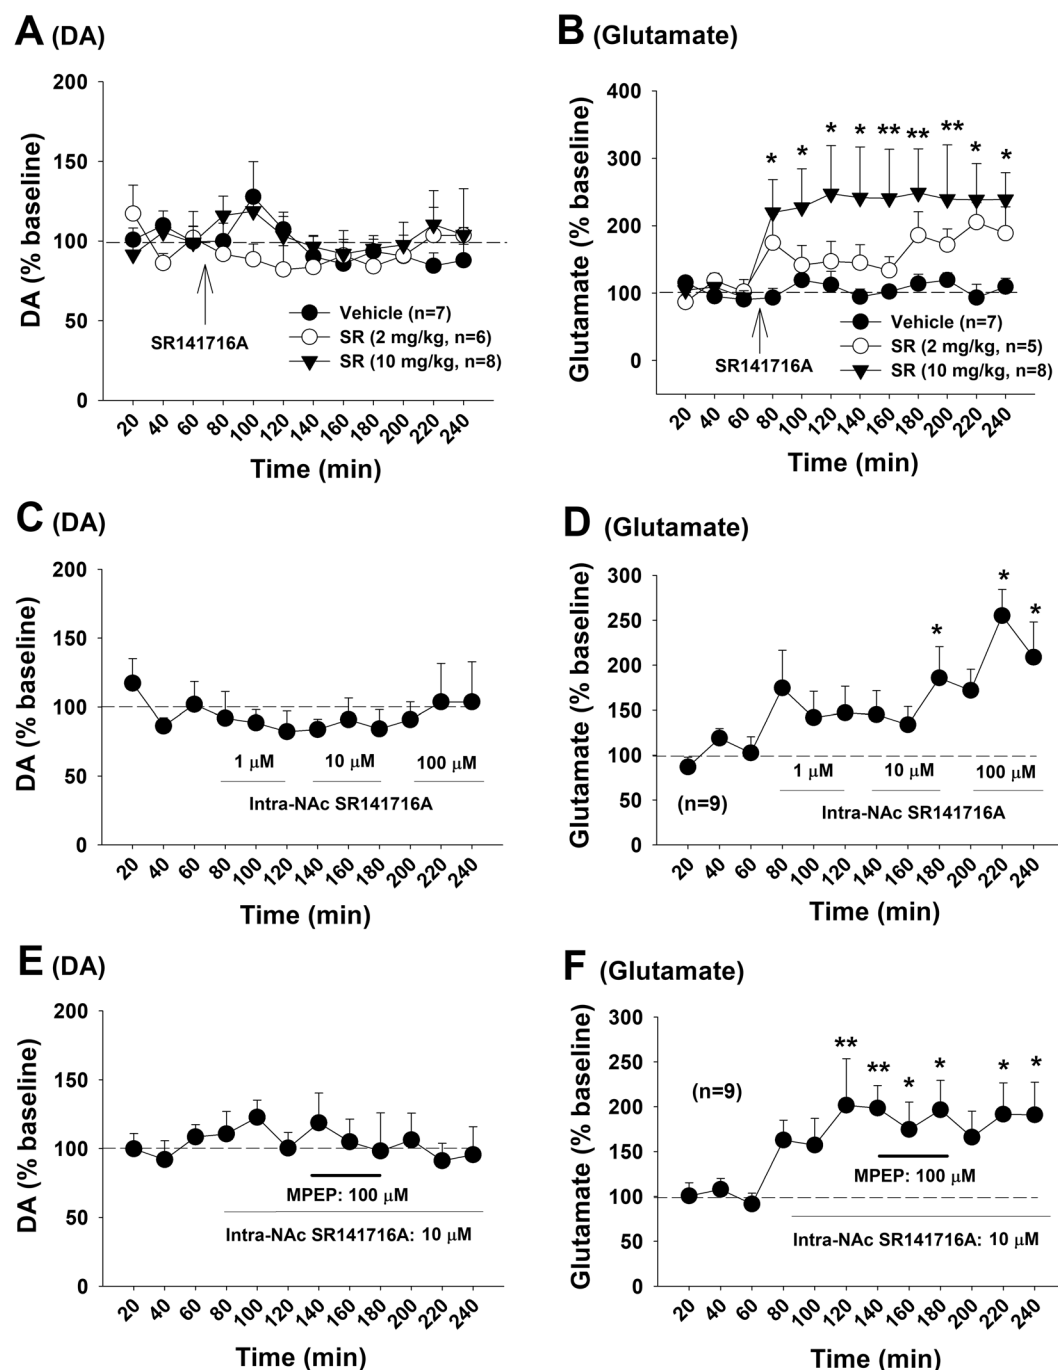 A (DA)
DA (% baseline)
200
150
100
50
0
SR141716A
Vehicle (n=7)
SR (2 mg/kg, n=6)
SR (10 mg/kg, n=8)
20 40 60 80 100 120 140 160 180 200 220 240
Time (min)
B (Glutamate)
Glutamate (% baseline)
400
300
200
100
0
* * * * ** ** ** * *
SR141716A
Vehicle (n=7)
SR (2 mg/kg, n=5)
SR (10 mg/kg, n=8)
20 40 60 80 100 120 140 160 180 200 220 240
Time (min)
C (DA)
DA (% baseline)
200
150
100
50
0
1 μM 10 μM 100 μM
Intra-NAc SR141716A
20 40 60 80 100 120 140 160 180 200 220 240
Time (min)
D (Glutamate)
Glutamate (% baseline)
300
250
200
150
100
50
0
* * *
1 μM 10 μM 100 μM
(n=9)
Intra-NAc SR141716A
20 40 60 80 100 120 140 160 180 200 220 240
Time (min)
E (DA)
DA (% baseline)
200
150
100
50
0
MPEP: 100 μM
Intra-NAc SR141716A: 10 μM
20 40 60 80 100 120 140 160 180 200 220 240
Time (min)
F (Glutamate)
Glutamate (% baseline)
300
250
200
150
100
50
0
** ** * * * *
(n=9)
MPEP: 100 μM
Intra-NAc SR141716A: 10 μM
20 40 60 80 100 120 140 160 180 200 220 240
Time (min)